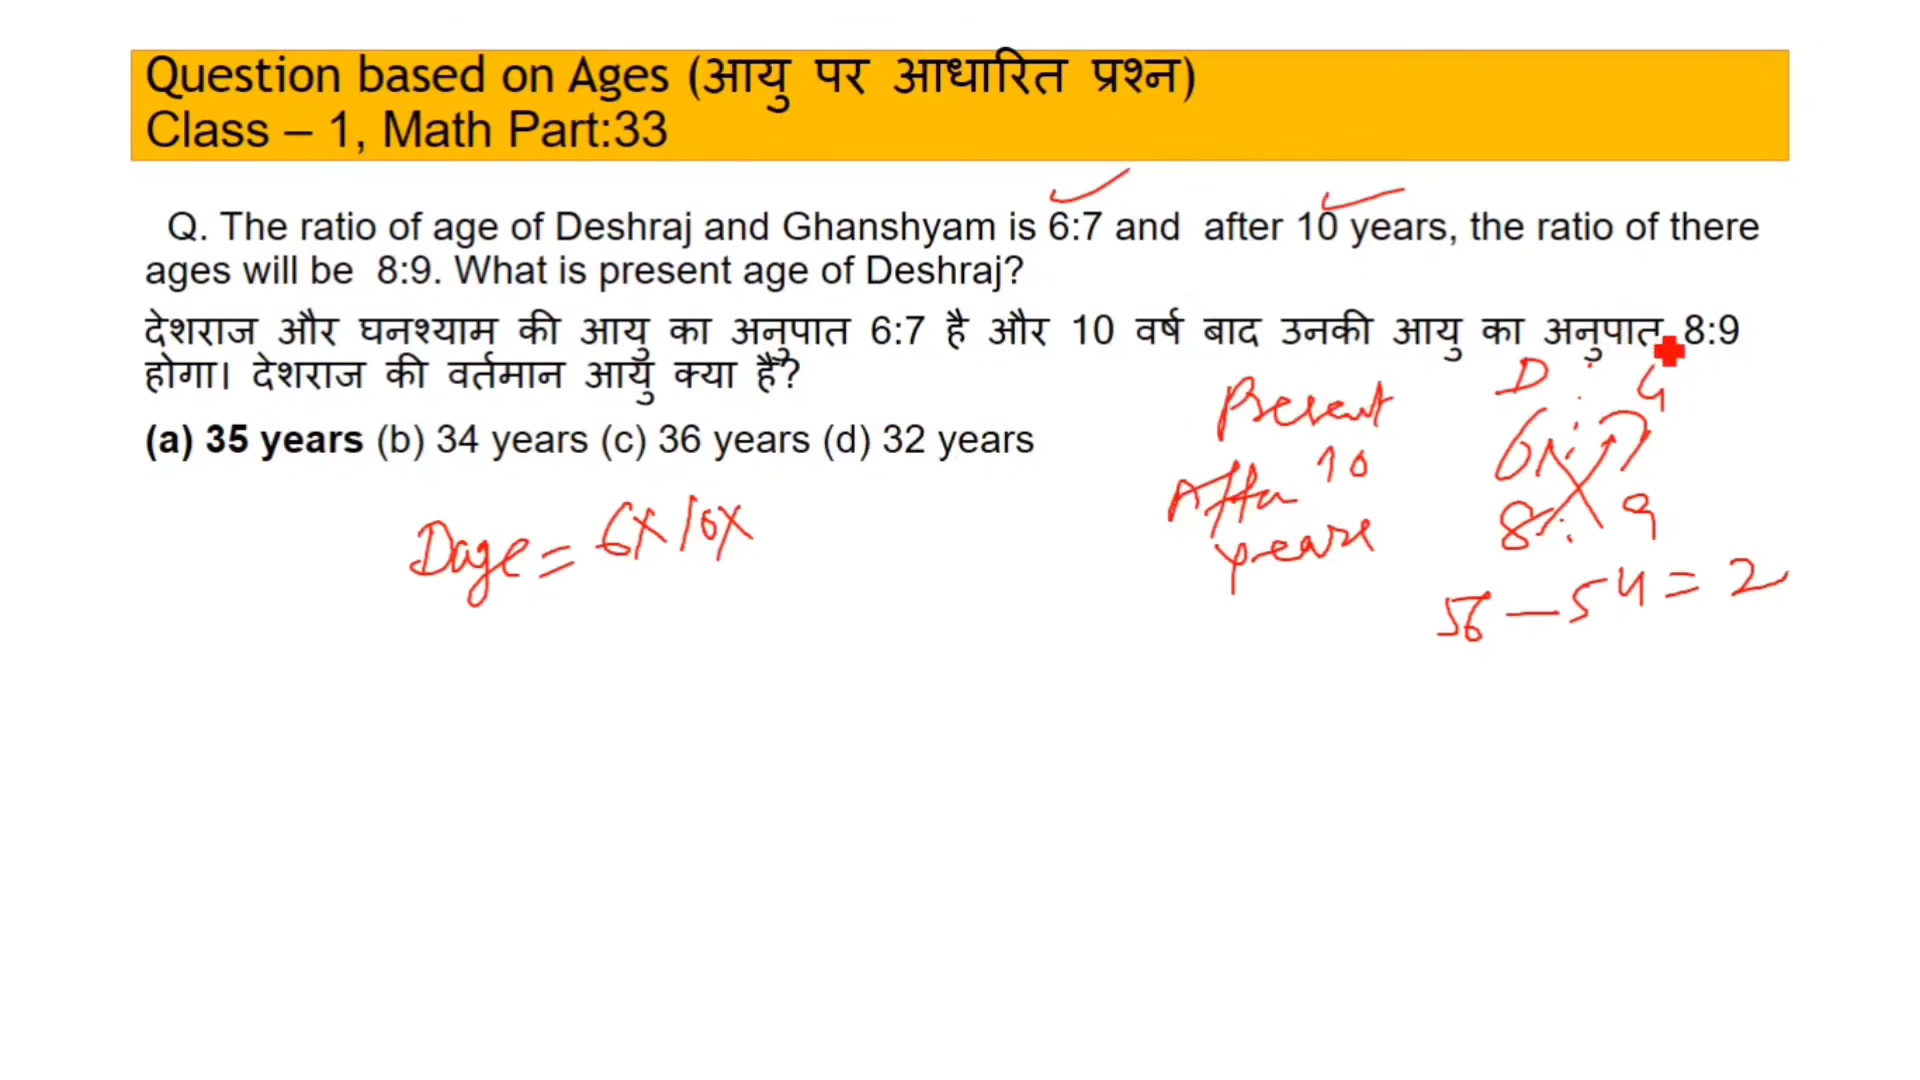 Question based on Ages (आयु पर आधारित प्रश्न)
Class – 1, Math Part:33
Q. The ratio of age of Deshraj and Ghanshyam is 6:7 and after 10 years, the ratio of there
ages will be 8:9. What is present age of Deshraj?
देशराज और घनश्याम की आयु का अनुपात 6:7 है और 10 वर्ष बाद उनकी आयु का अनुपात 8:9
होगा। देशराज की वर्तमान आयु क्या है?
(a) 35 years (b) 34 years (c) 36 years (d) 32 years
D : G
Present 6 : 7
After 10 8 : 9
years
56 – 54 = 2
D age = 6X10X